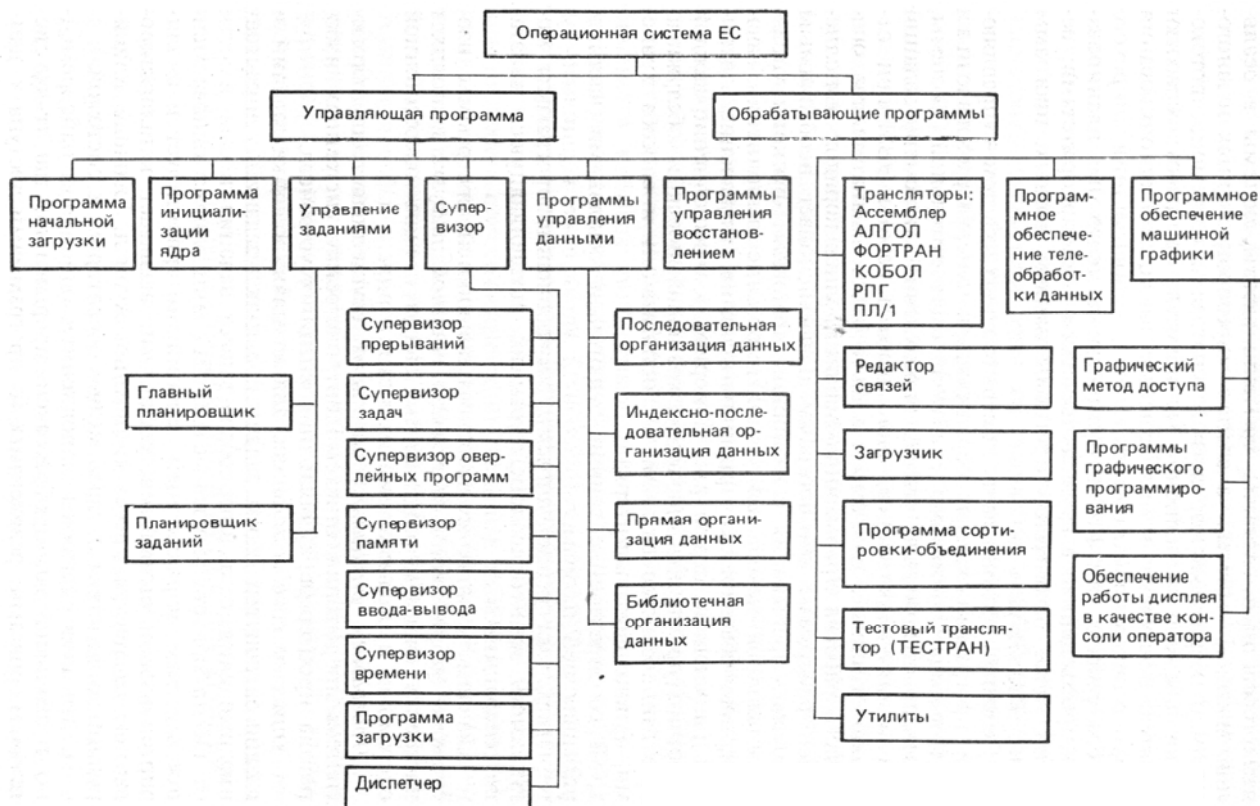 Операционная система ЕС
Управляющая программа
Обрабатывающие программы
Программа
начальной
загрузки
Программа
инициали-
зации
ядра
Управление
заданиями
Супер-
визор
Программы
управления
данными
Программы
управления
восстанов-
лением
Трансляторы:
Ассемблер
АЛГОЛ
ФОРТРАН
КОБОЛ
РПГ
ПЛ/1
Програм-
мное
обеспече-
ние теле-
обработ-
ки данных
Программное
обеспечение
машинной
графики
Главный
планировщик
Планировщик
заданий
Супервизор
прерываний
Супервизор
задач
Супервизор овер-
лейных программ
Супервизор
памяти
Супервизор
ввода-вывода
Супервизор
времени
Программа
загрузки
Диспетчер
Последовательная
организация данных
Индексно-после-
довательная ор-
ганизация данных
Прямая органи-
зация данных
Библиотечная
организация
данных
Редактор
связей
Загрузчик
Программа сорти-
ровки-объединения
Тестовый трансля-
тор (ТЕСТРАН)
Утилиты
Графический
метод доступа
Программы
графического
программиро-
вания
Обеспечение
работы дисплея
в качестве кон-
соли оператора